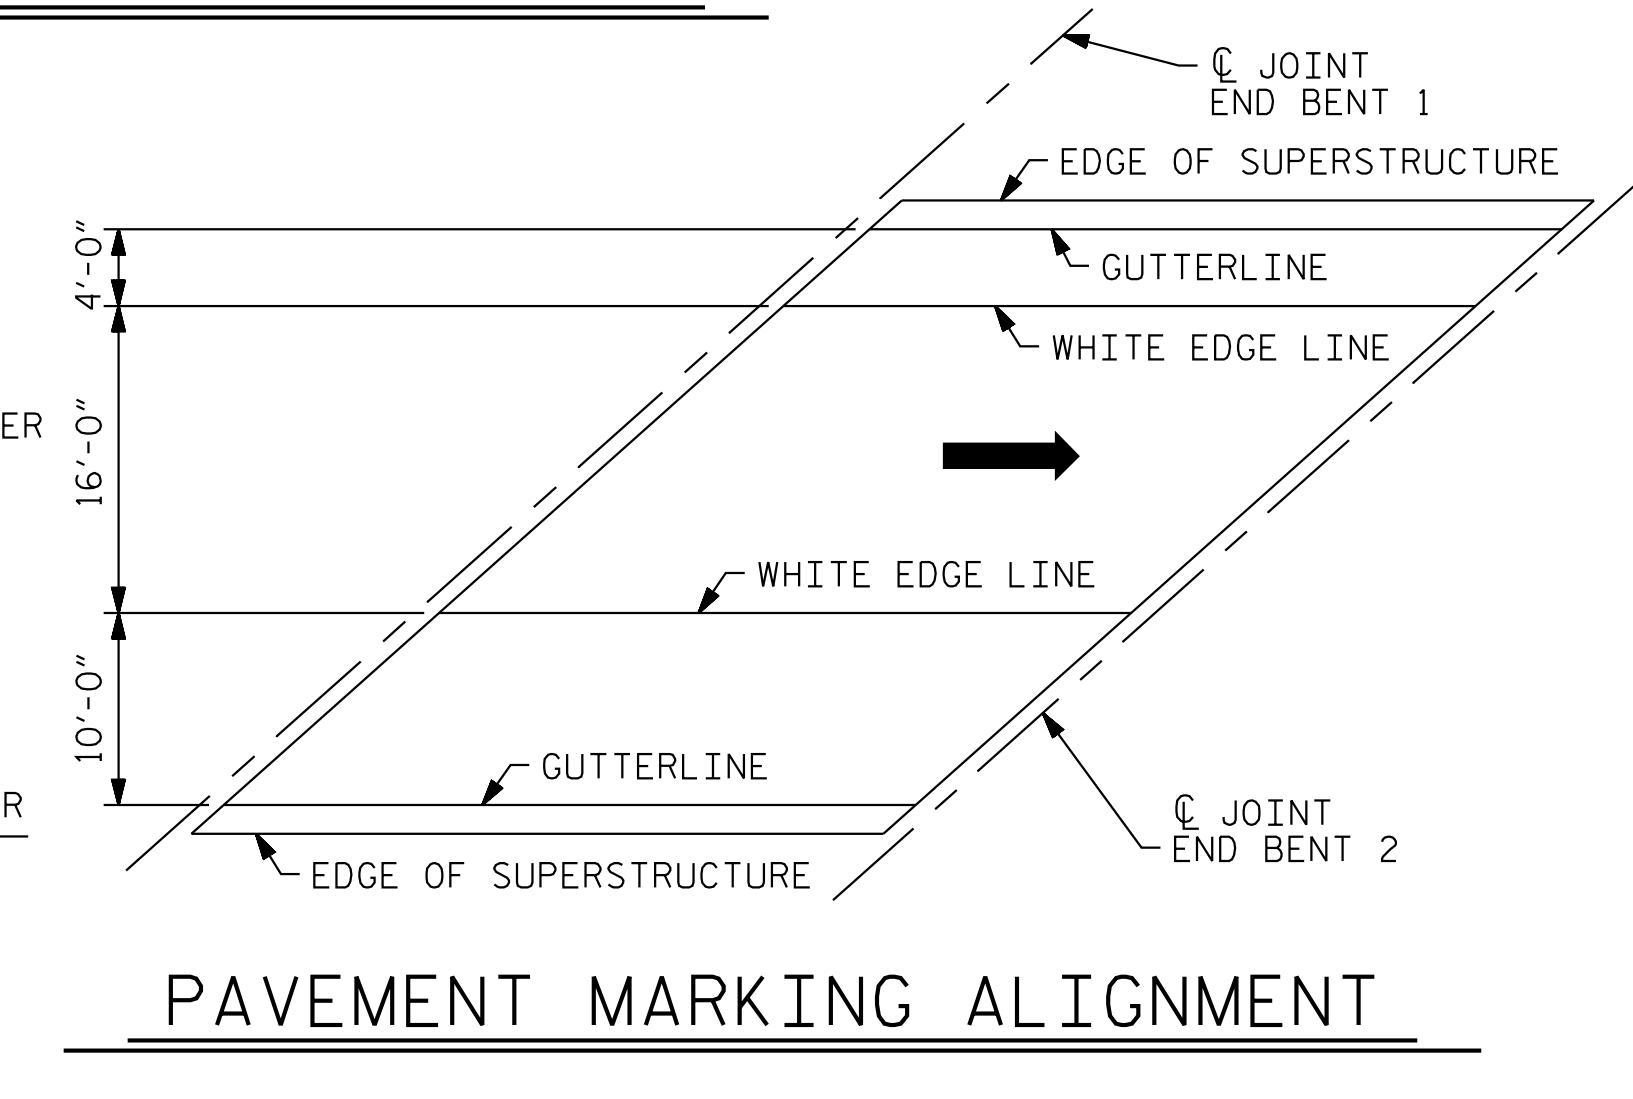 ℄ JOINT
END BENT 1
EDGE OF SUPERSTRUCTURE
4'-0"
GUTTERLINE
WHITE EDGE LINE
ER
16'-0"
WHITE EDGE LINE
10'-0"
GUTTERLINE
R
℄ JOINT
END BENT 2
EDGE OF SUPERSTRUCTURE
PAVEMENT MARKING ALIGNMENT